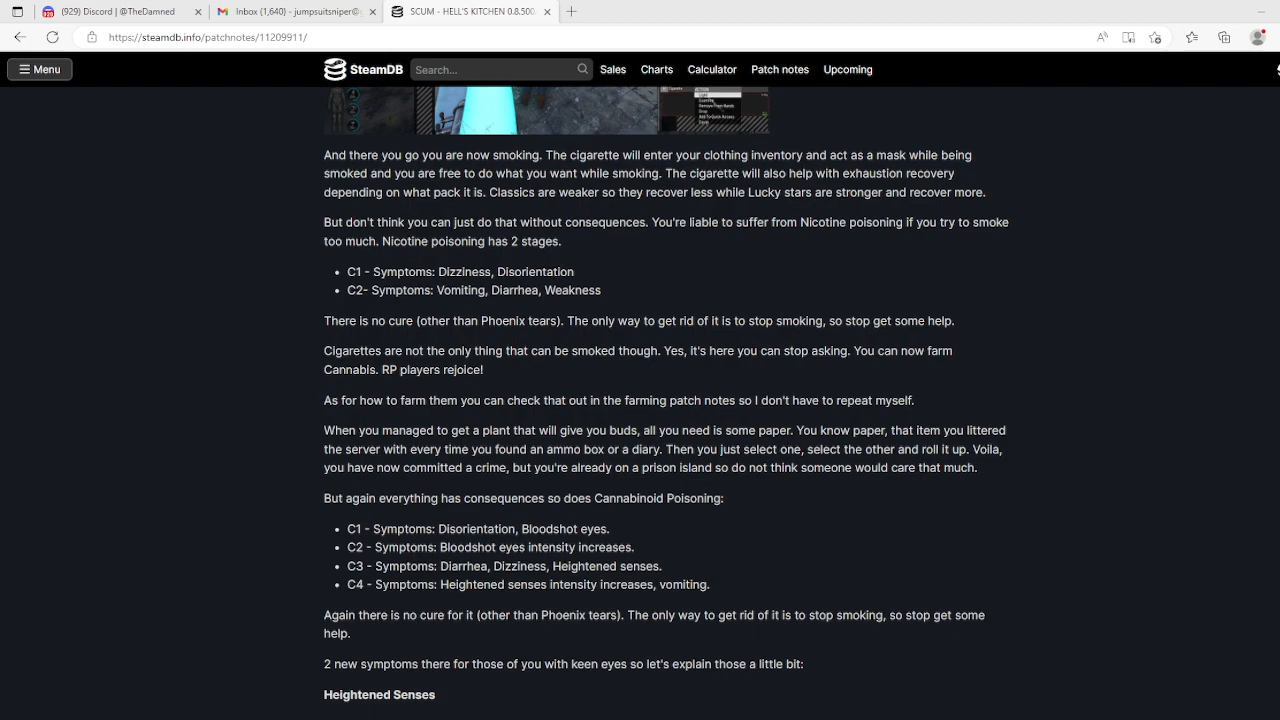 (929) Discord | @TheDamned
Inbox (1,640) - jumpsuitsniper@
SCUM - HELL'S KITCHEN 0.8.500.
https://steamdb.info/patchnotes/11209911/
Menu
SteamDB
Search...
Sales
Charts
Calculator
Patch notes
Upcoming
And there you go you are now smoking. The cigarette will enter your clothing inventory and act as a mask while being
smoked and you are free to do what you want while smoking. The cigarette will also help with exhaustion recovery
depending on what pack it is. Classics are weaker so they recover less while Lucky stars are stronger and recover more.
But don't think you can just do that without consequences. You're liable to suffer from Nicotine poisoning if you try to smoke
too much. Nicotine poisoning has 2 stages.
• C1 - Symptoms: Dizziness, Disorientation
• C2- Symptoms: Vomiting, Diarrhea, Weakness
There is no cure (other than Phoenix tears). The only way to get rid of it is to stop smoking, so stop get some help.
Cigarettes are not the only thing that can be smoked though. Yes, it's here you can stop asking. You can now farm
Cannabis. RP players rejoice!
As for how to farm them you can check that out in the farming patch notes so I don't have to repeat myself.
When you managed to get a plant that will give you buds, all you need is some paper. You know paper, that item you littered
the server with every time you found an ammo box or a diary. Then you just select one, select the other and roll it up. Voila,
you have now committed a crime, but you're already on a prison island so do not think someone would care that much.
But again everything has consequences so does Cannabinoid Poisoning:
• C1 - Symptoms: Disorientation, Bloodshot eyes.
• C2 - Symptoms: Bloodshot eyes intensity increases.
• C3 - Symptoms: Diarrhea, Dizziness, Heightened senses.
• C4 - Symptoms: Heightened senses intensity increases, vomiting.
Again there is no cure for it (other than Phoenix tears). The only way to get rid of it is to stop smoking, so stop get some
help.
2 new symptoms there for those of you with keen eyes so let's explain those a little bit:
Heightened Senses